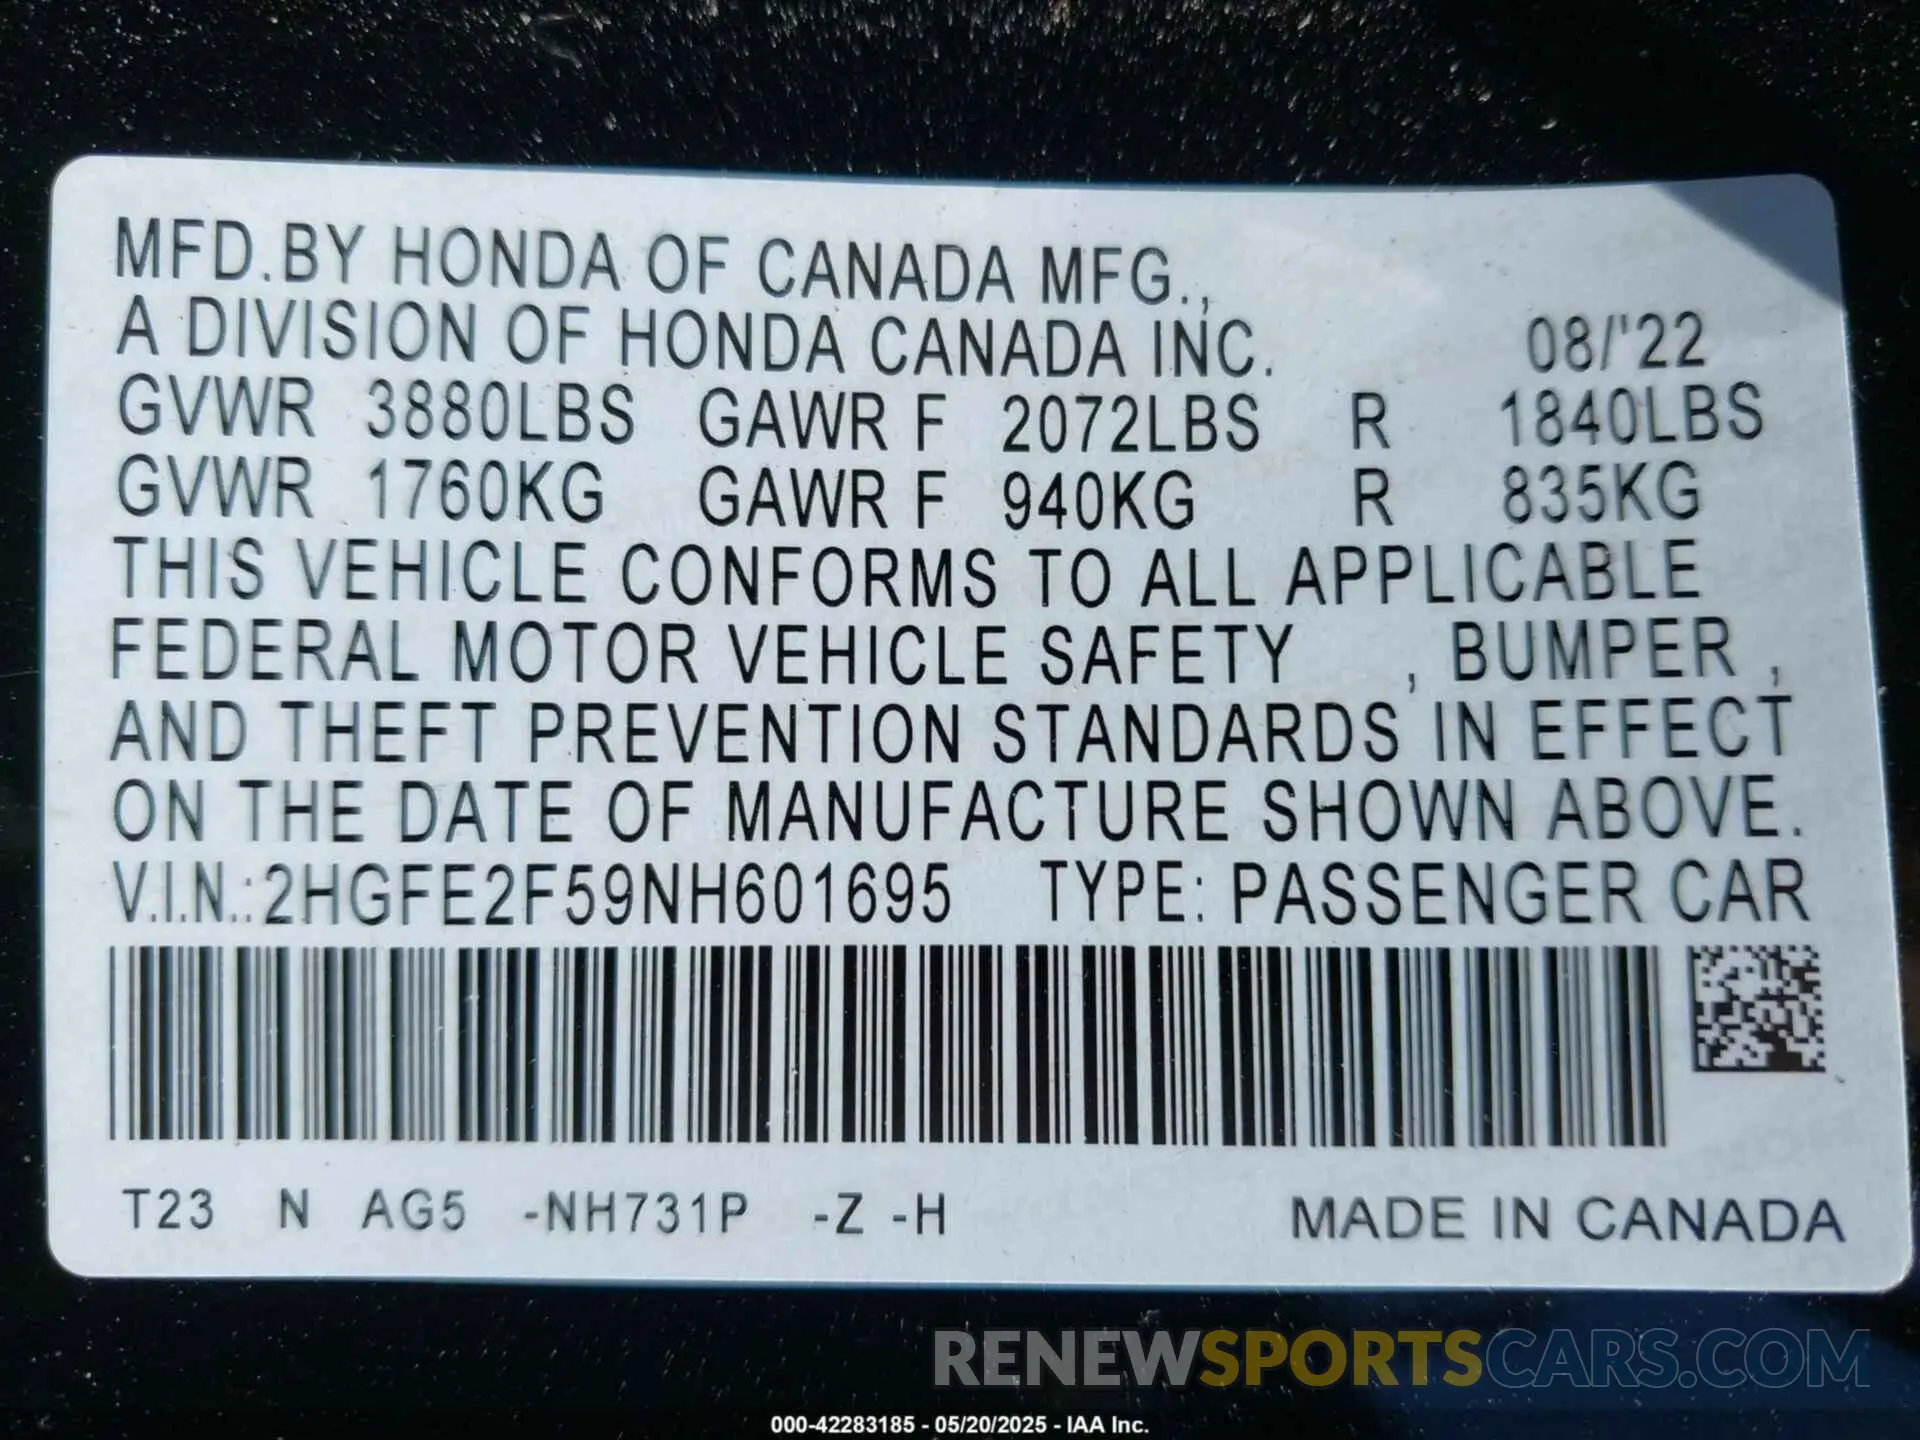 MFD.BY HONDA OF CANADA MFG.,
A DIVISION OF HONDA CANADA INC. 08/'22
GVWR 3880LBS GAWR F 2072LBS R 1840LBS
GVWR 1760KG GAWR F 940KG R 835KG
THIS VEHICLE CONFORMS TO ALL APPLICABLE
FEDERAL MOTOR VEHICLE SAFETY , BUMPER ,
AND THEFT PREVENTION STANDARDS IN EFFECT
ON THE DATE OF MANUFACTURE SHOWN ABOVE.
V.I.N.:2HGFE2F59NH601695 TYPE: PASSENGER CAR
T23 N AG5 -NH731P -Z -H MADE IN CANADA
RENEWSPORTSCARS.COM
000-42283185 - 05/20/2025 - IAA Inc.